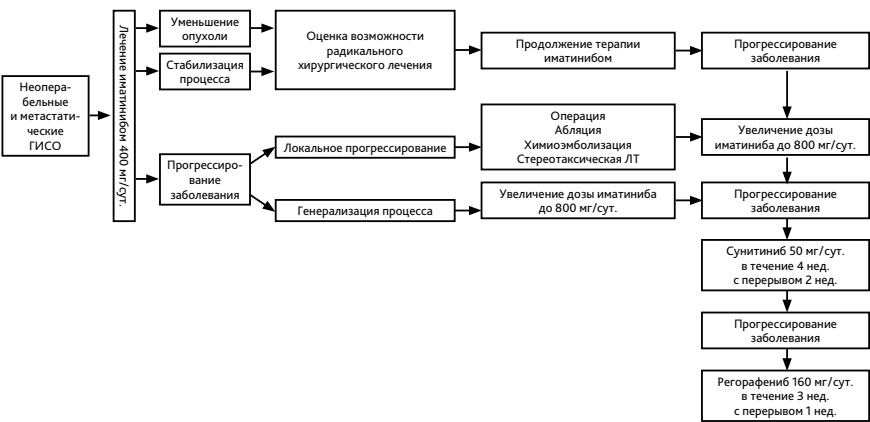 Неопера-
бельные
и метастати-
ческие
ГИСО
Лечение иматинибом 400 мг/сут.
Уменьшение
опухоли
Стабилизация
процесса
Оценка возможности
радикального
хирургического лечения
Продолжение терапии
иматинибом
Прогрессирование
заболевания
Прогрессиро-
вание
заболевания
Локальное прогрессирование
Операция
Абляция
Химиоэмболизация
Стереотаксическая ЛТ
Увеличение дозы
иматиниба до 800 мг/сут.
Генерализация процесса
Увеличение дозы иматиниба
до 800 мг/сут.
Прогрессирование
заболевания
Сунитиниб 50 мг/сут.
в течение 4 нед.
с перерывом 2 нед.
Прогрессирование
заболевания
Регорафениб 160 мг/сут.
в течение 3 нед.
с перерывом 1 нед.